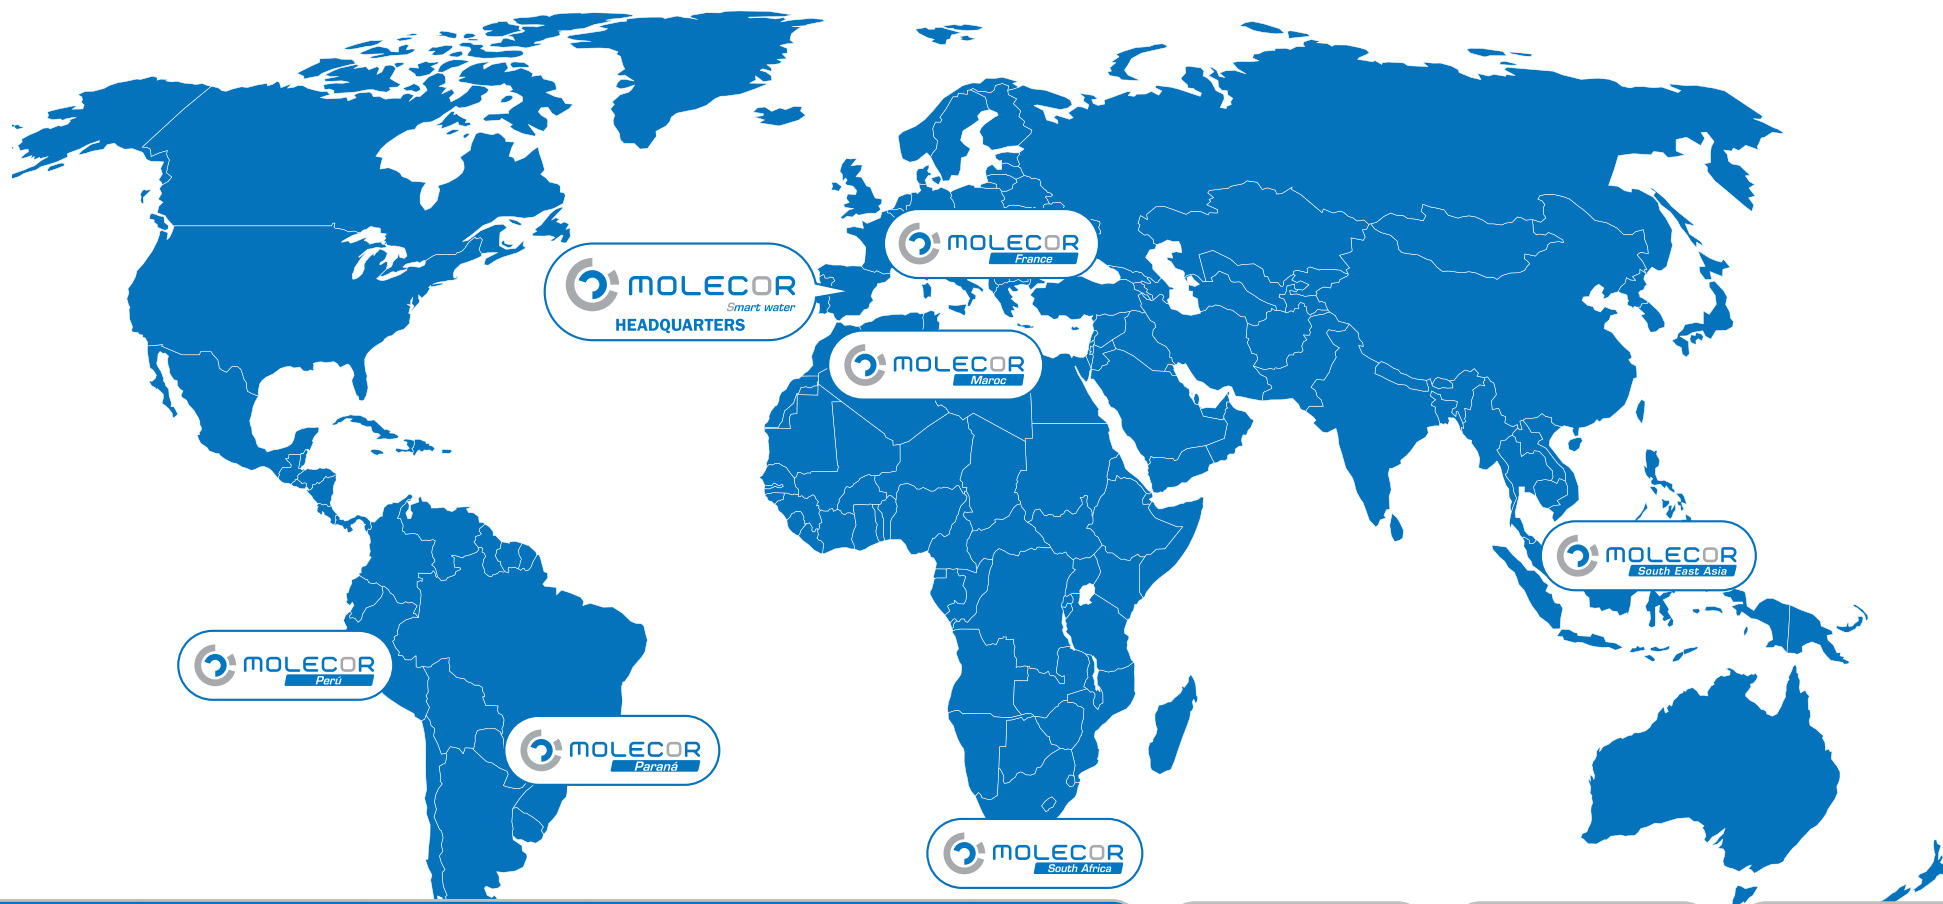 MOLECOR
France
MOLECOR
Smart water
HEADQUARTERS
MOLECOR
Maroc
MOLECOR
South East Asia
MOLECOR
Perú
MOLECOR
Paraná
MOLECOR
South Africa